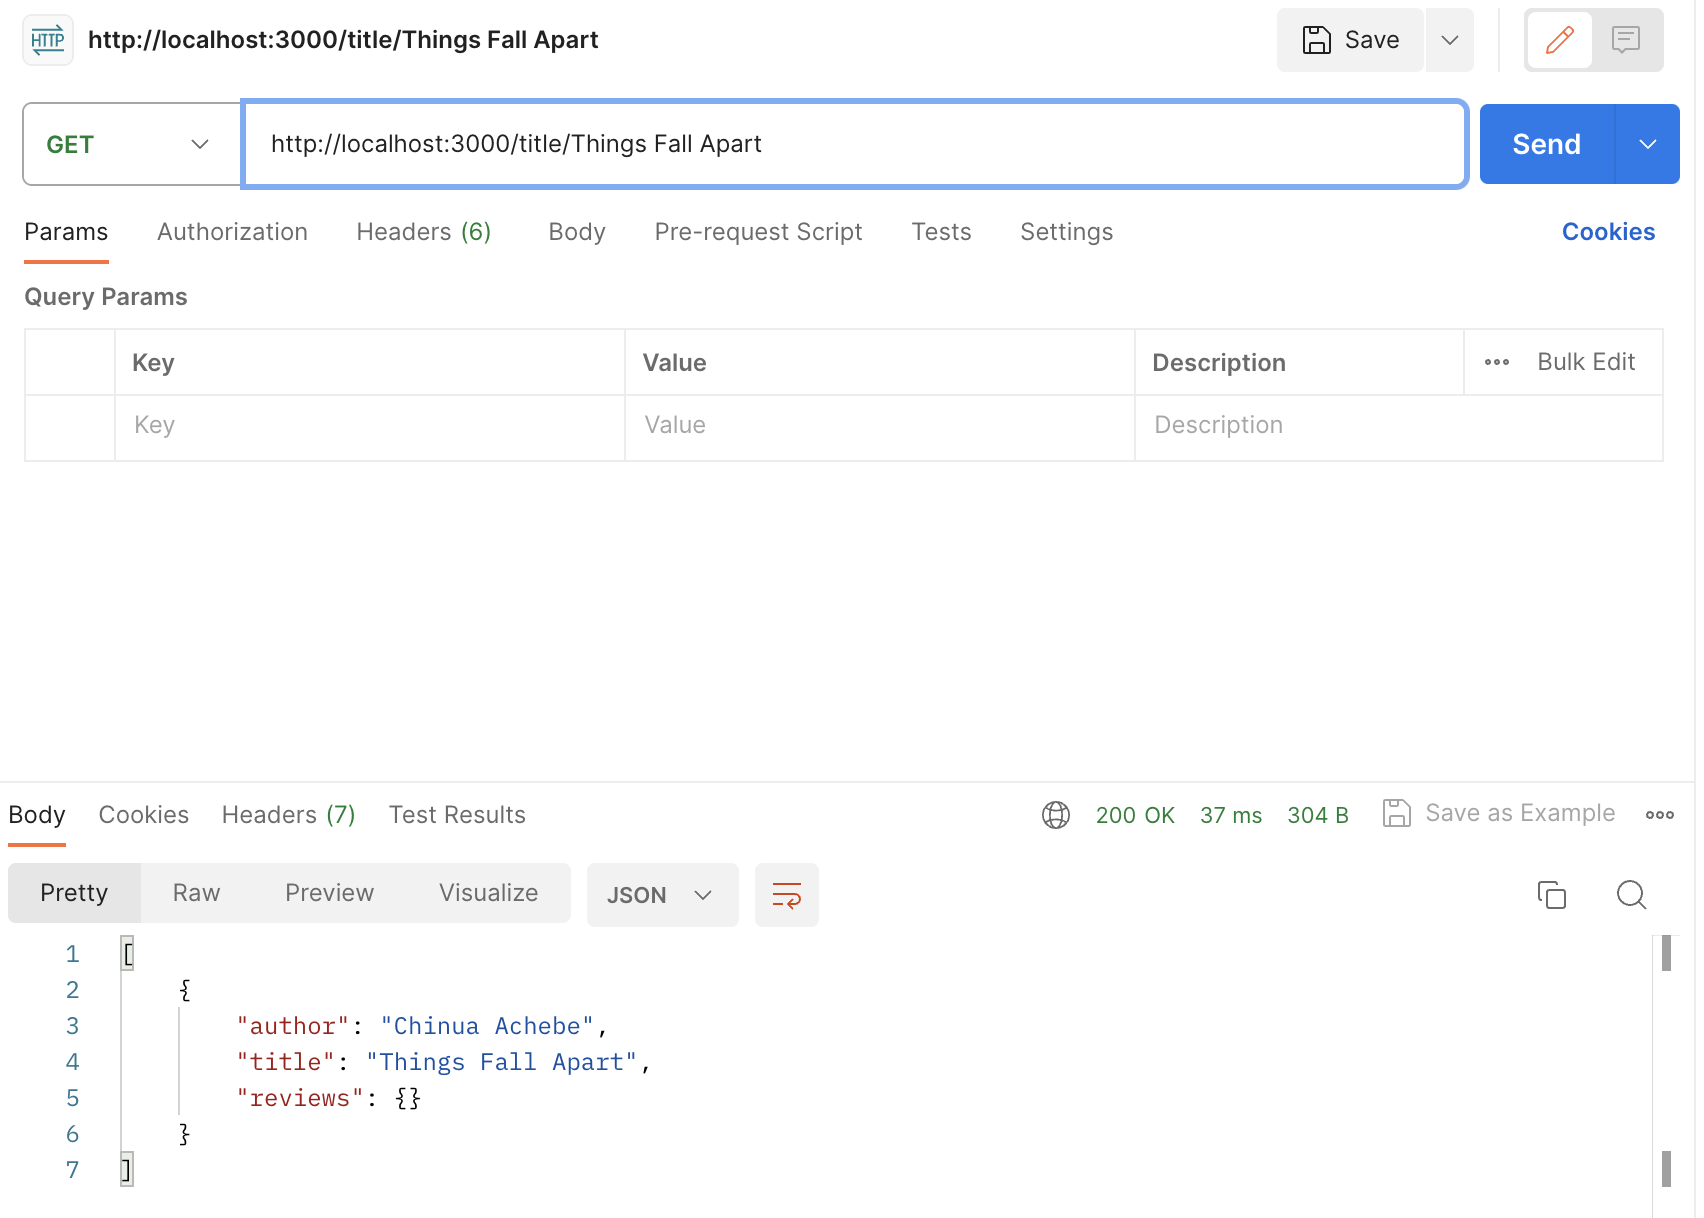 HTTP http://localhost:3000/title/Things Fall Apart Save
GET http://localhost:3000/title/Things Fall Apart Send
Params Authorization Headers (6) Body Pre-request Script Tests Settings Cookies
Query Params
Key Value Description Bulk Edit
Key Value Description
Body Cookies Headers (7) Test Results 200 OK 37 ms 304 B Save as Example
Pretty Raw Preview Visualize JSON
1 [
2 {
3 "author": "Chinua Achebe",
4 "title": "Things Fall Apart",
5 "reviews": {}
6 }
7 ]